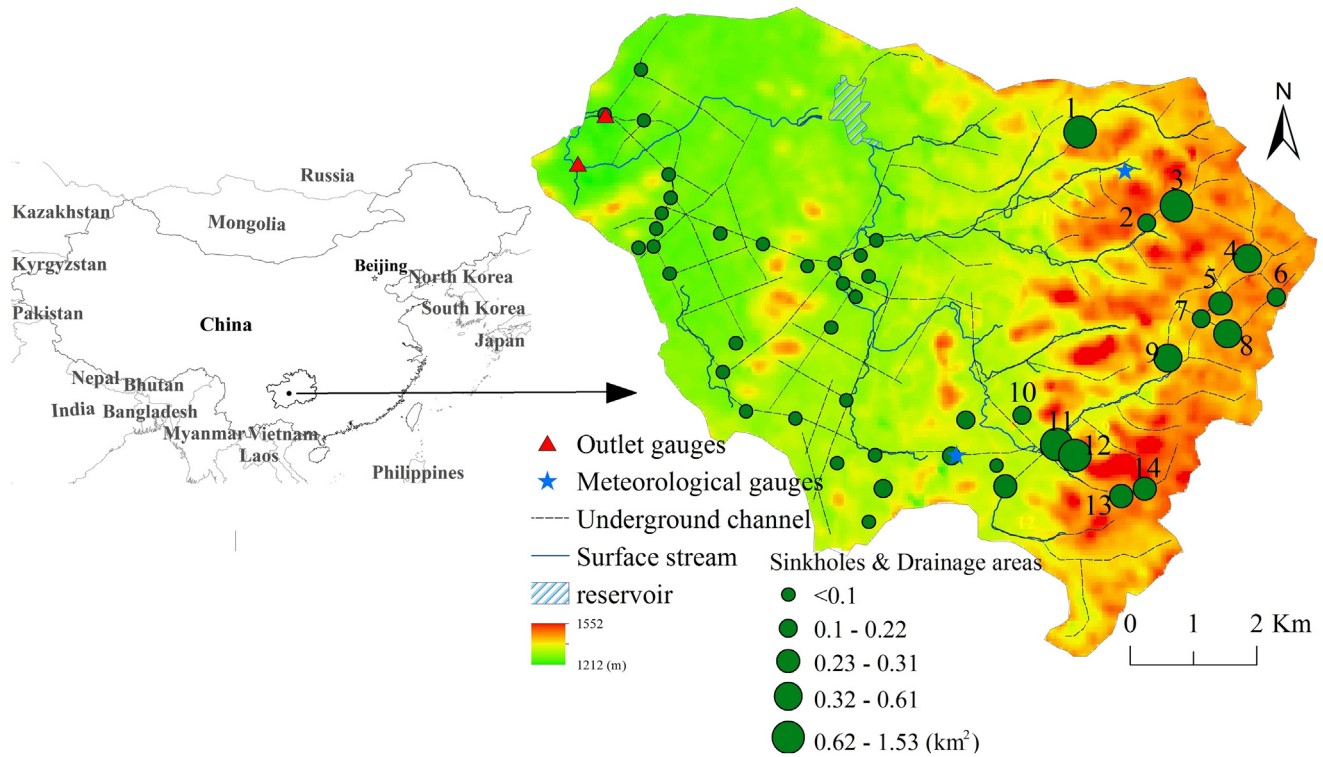 Russia
Kazakhstan
Mongolia
Kyrgyzstan
Beijing
North Korea
Pakistan
South Korea
China
Japan
Nepal
Bhutan
India
Bangladesh
Myanmar
Vietnam
Laos
Philippines
N
1
2
3
4
5
6
7
8
9
10
11
12
13
14
12
Outlet gauges
Meteorological gauges
Underground channel
Surface stream
reservoir
1552
1212 (m)
Sinkholes & Drainage areas
<0.1
0.1 - 0.22
0.23 - 0.31
0.32 - 0.61
0.62 - 1.53 (km²)
0 1 2 Km